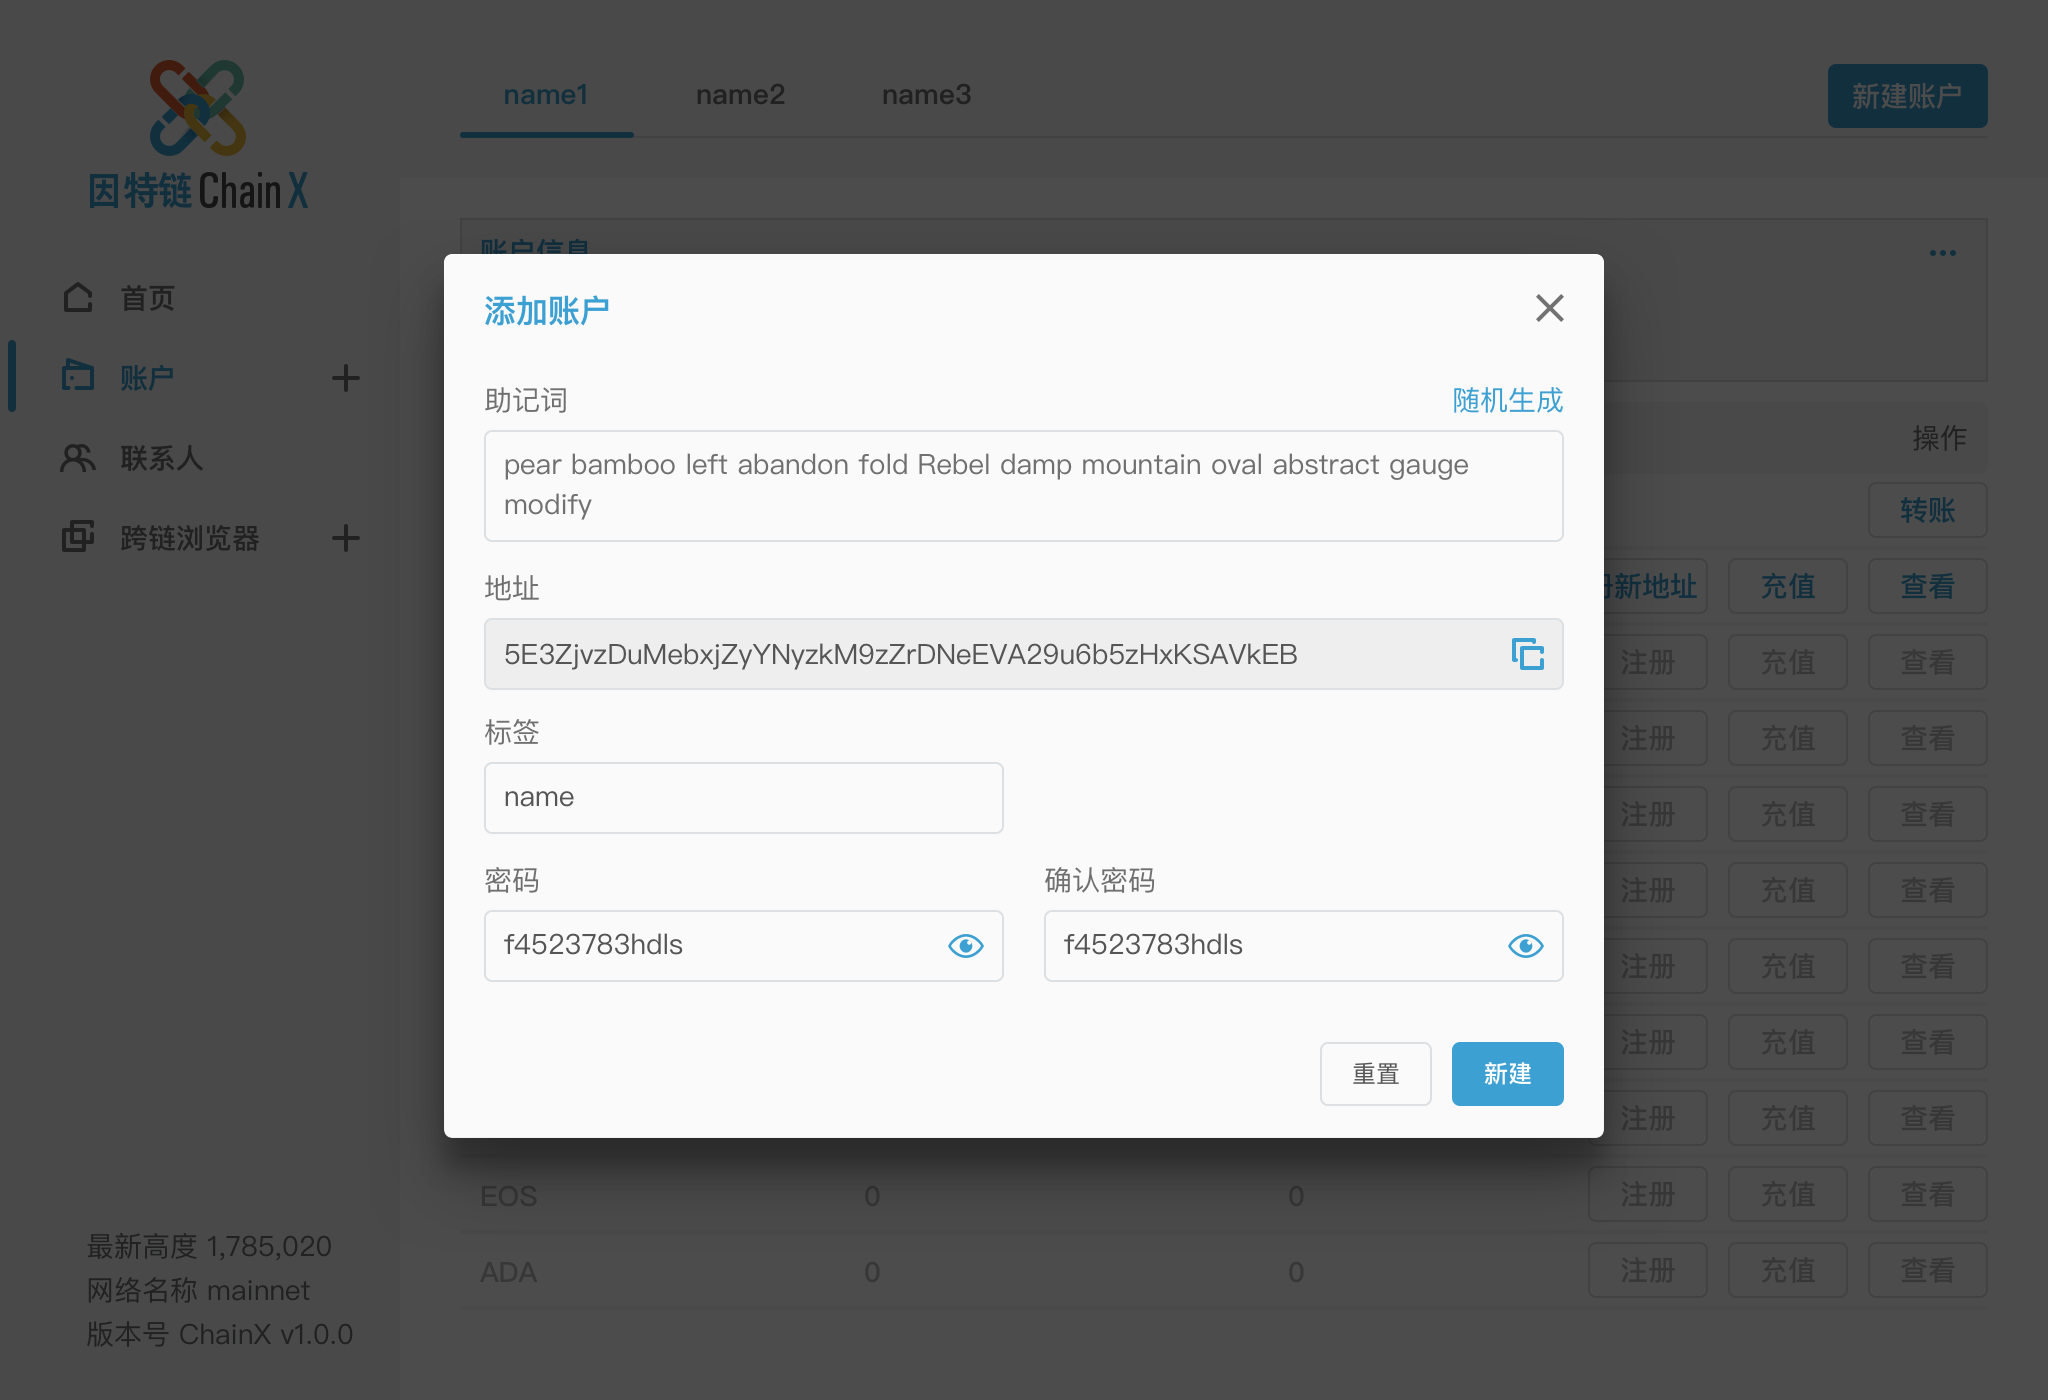 因特链 ChainX
首页
账户
联系人
跨链浏览器
最新高度 1,785,020
网络名称 mainnet
版本号 ChainX v1.0.0
name1 name2 name3
新建账户
账户信息
添加账户
助记词 随机生成
pear bamboo left abandon fold Rebel damp mountain oval abstract gauge
modify
地址
5E3ZjvzDuMebxjZyYNyzkM9zZrDNeEVA29u6b5zHxKSAVkEB
标签
name
密码 确认密码
f4523783hdls f4523783hdls
重置 新建
操作
转账
新地址 充值 查看
注册 充值 查看
注册 充值 查看
注册 充值 查看
注册 充值 查看
注册 充值 查看
注册 充值 查看
注册 充值 查看
EOS 0 0 注册 充值 查看
ADA 0 0 注册 充值 查看